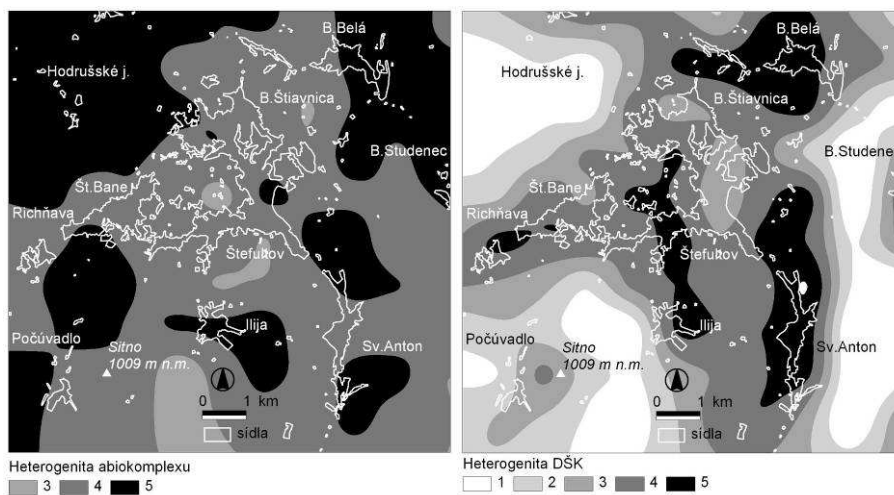 B.Belá
Hodrušské j.
B.Štiavnica
B.Studenec
Št.Bane
Richňava
Štefultov
Počúvadlo
Ilija
Sitno
1009 m n.m.
Sv.Anton
0 1 km
sídla
Heterogenita abiokomplexu
3 4 5
B.Belá
Hodrušské j.
B.Štiavnica
B.Studenec
Št.Bane
Richňava
Štefultov
Počúvadlo
Ilija
Sitno
1009 m n.m.
Sv.Anton
0 1 km
sídla
Heterogenita DŠK
1 2 3 4 5